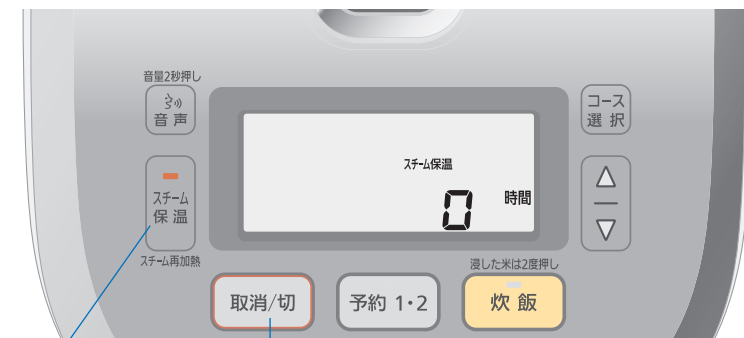 音量2秒押し
音声
コース
選択
スチーム保温
0 時間
スチーム
保温
スチーム再加熱
浸した米は2度押し
取消/切
予約 1・2
炊飯